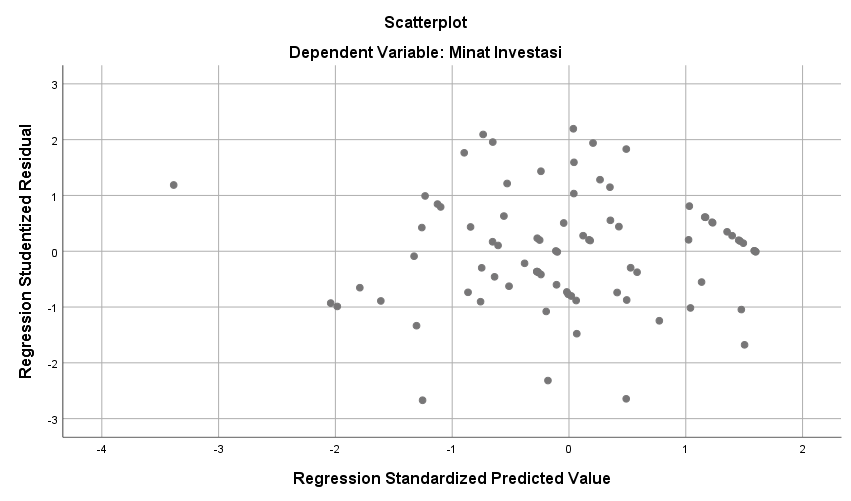 Scatterplot
Dependent Variable: Minat Investasi
Regression Studentized Residual
3
2
1
0
-1
-2
-3
-4 -3 -2 -1 0 1 2
Regression Standardized Predicted Value